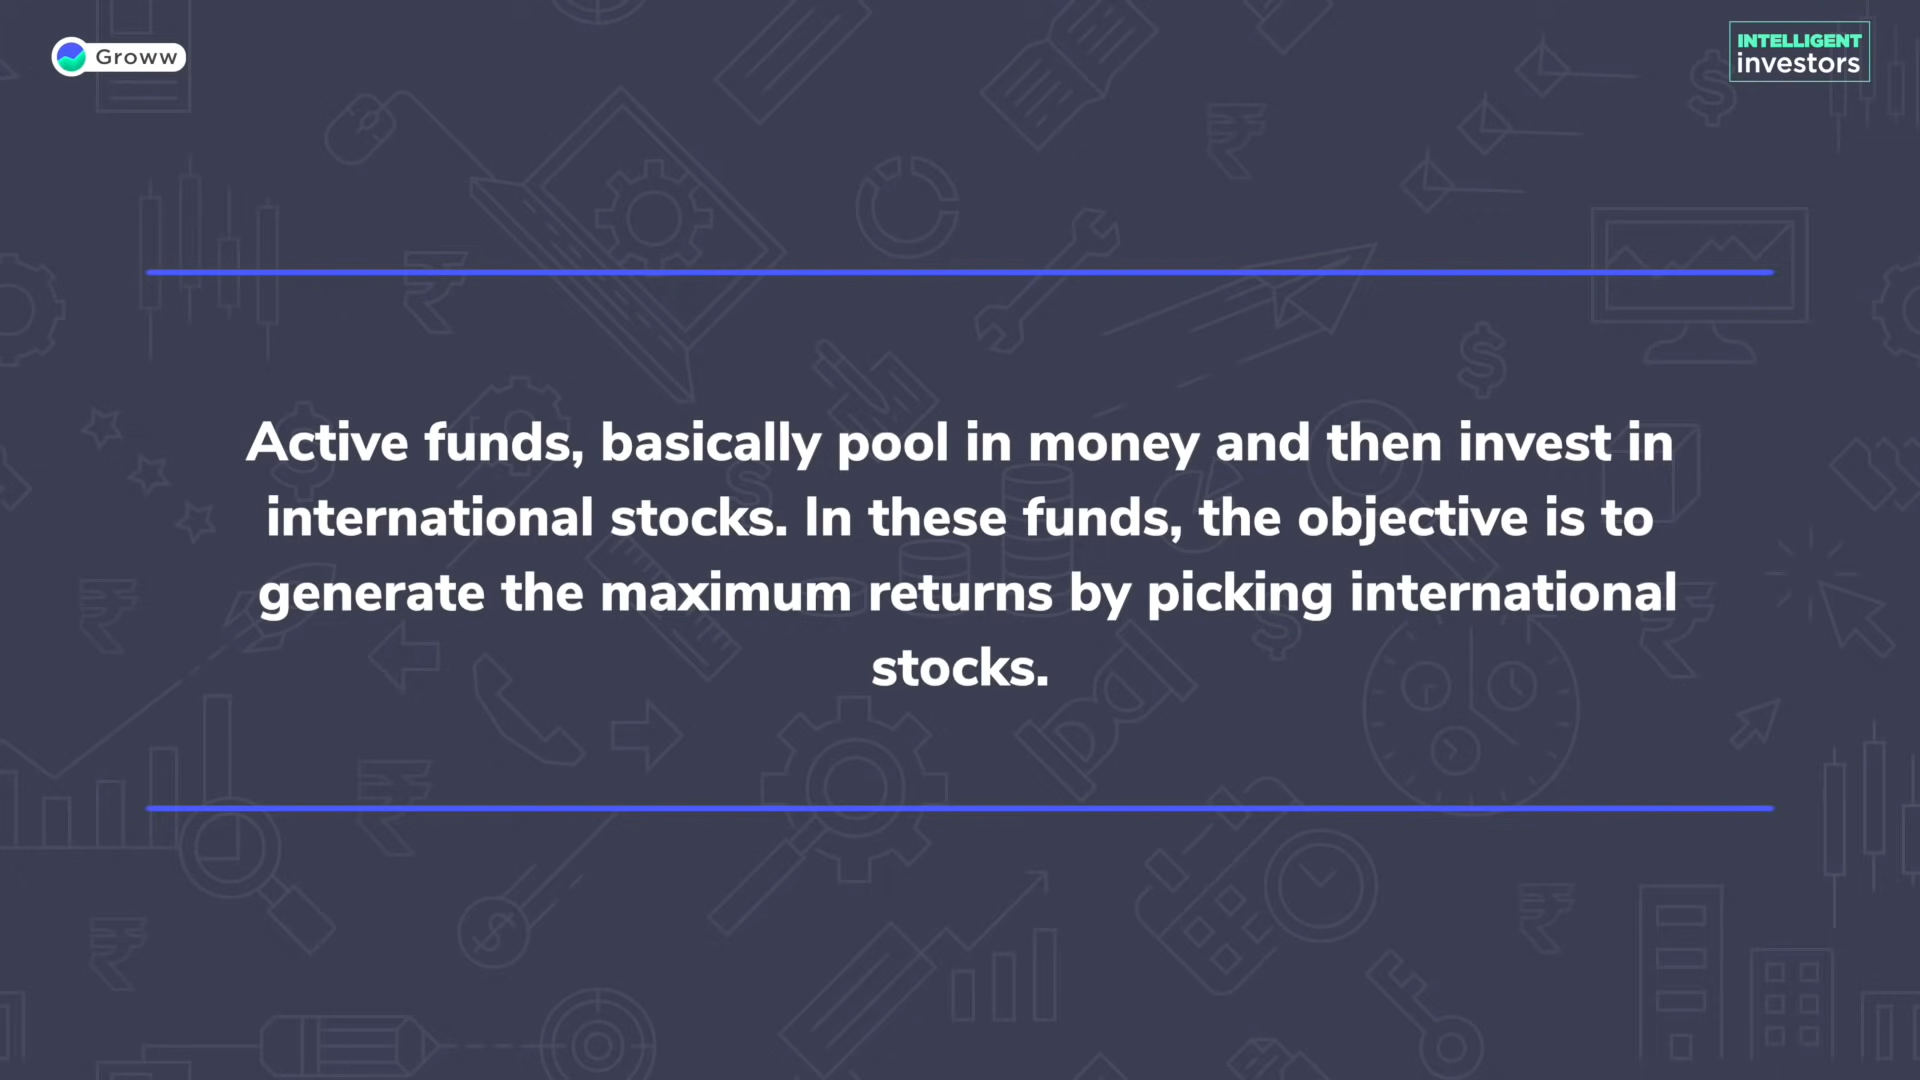 Groww
INTELLIGENT
investors
Active funds, basically pool in money and then invest in
international stocks. In these funds, the objective is to
generate the maximum returns by picking international
stocks.